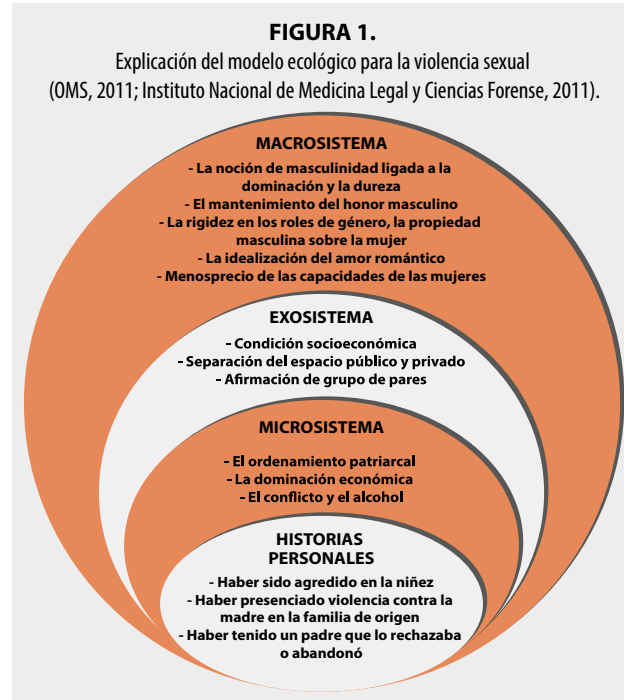 FIGURA 1.
Explicación del modelo ecológico para la violencia sexual
(OMS, 2011; Instituto Nacional de Medicina Legal y Ciencias Forense, 2011).
MACROSISTEMA
- La noción de masculinidad ligada a la
dominación y la dureza
- El mantenimiento del honor masculino
- La rigidez en los roles de género, la propiedad
masculina sobre la mujer
- La idealización del amor romántico
- Menosprecio de las capacidades de las mujeres
EXOSISTEMA
- Condición socioeconómica
- Separación del espacio público y privado
- Afirmación de grupo de pares
MICROSISTEMA
- El ordenamiento patriarcal
- La dominación económica
- El conflicto y el alcohol
HISTORIAS
PERSONALES
- Haber sido agredido en la niñez
- Haber presenciado violencia contra la
madre en la familia de origen
- Haber tenido un padre que lo rechazaba
o abandonó